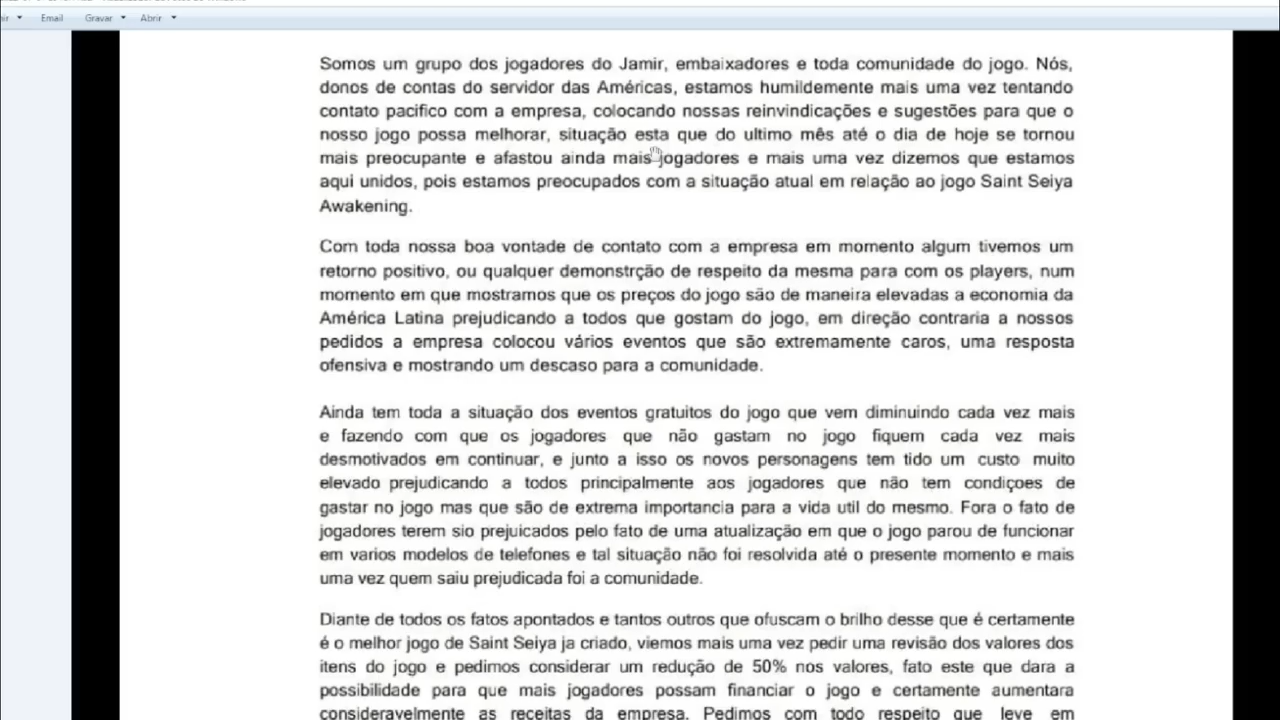 Email
Gravar
Abrir
Somos um grupo dos jogadores do Jamir, embaixadores e toda comunidade do jogo. Nós,
donos de contas do servidor das Américas, estamos humildemente mais uma vez tentando
contato pacífico com a empresa, colocando nossas reinvindicações e sugestões para que o
nosso jogo possa melhorar, situação esta que do ultimo mês até o dia de hoje se tornou
mais preocupante e afastou ainda mais jogadores e mais uma vez dizemos que estamos
aqui unidos, pois estamos preocupados com a situação atual em relação ao jogo Saint Seiya
Awakening.
Com toda nossa boa vontade de contato com a empresa em momento algum tivemos um
retorno positivo, ou qualquer demonstrção de respeito da mesma para com os players, num
momento em que mostramos que os preços do jogo são de maneira elevadas a economia da
América Latina prejudicando a todos que gostam do jogo, em direção contraria a nossos
pedidos a empresa colocou vários eventos que são extremamente caros, uma resposta
ofensiva e mostrando um descaso para a comunidade.
Ainda tem toda a situação dos eventos gratuitos do jogo que vem diminuindo cada vez mais
e fazendo com que os jogadores que não gastam no jogo fiquem cada vez mais
desmotivados em continuar, e junto a isso os novos personagens tem tido um custo muito
elevado prejudicando a todos principalmente aos jogadores que não tem condiçoes de
gastar no jogo mas que são de extrema importancia para a vida util do mesmo. Fora o fato de
jogadores terem sio prejuicados pelo fato de uma atualização em que o jogo parou de funcionar
em varios modelos de telefones e tal situação não foi resolvida até o presente momento e mais
uma vez quem saiu prejudicada foi a comunidade.
Diante de todos os fatos apontados e tantos outros que ofuscam o brilho desse que é certamente
é o melhor jogo de Saint Seiya ja criado, viemos mais uma vez pedir uma revisão dos valores dos
itens do jogo e pedimos considerar um redução de 50% nos valores, fato este que dara a
possibilidade para que mais jogadores possam financiar o jogo e certamente aumentara
consideravelmente as receitas da empresa. Pedimos com todo respeito que leve em